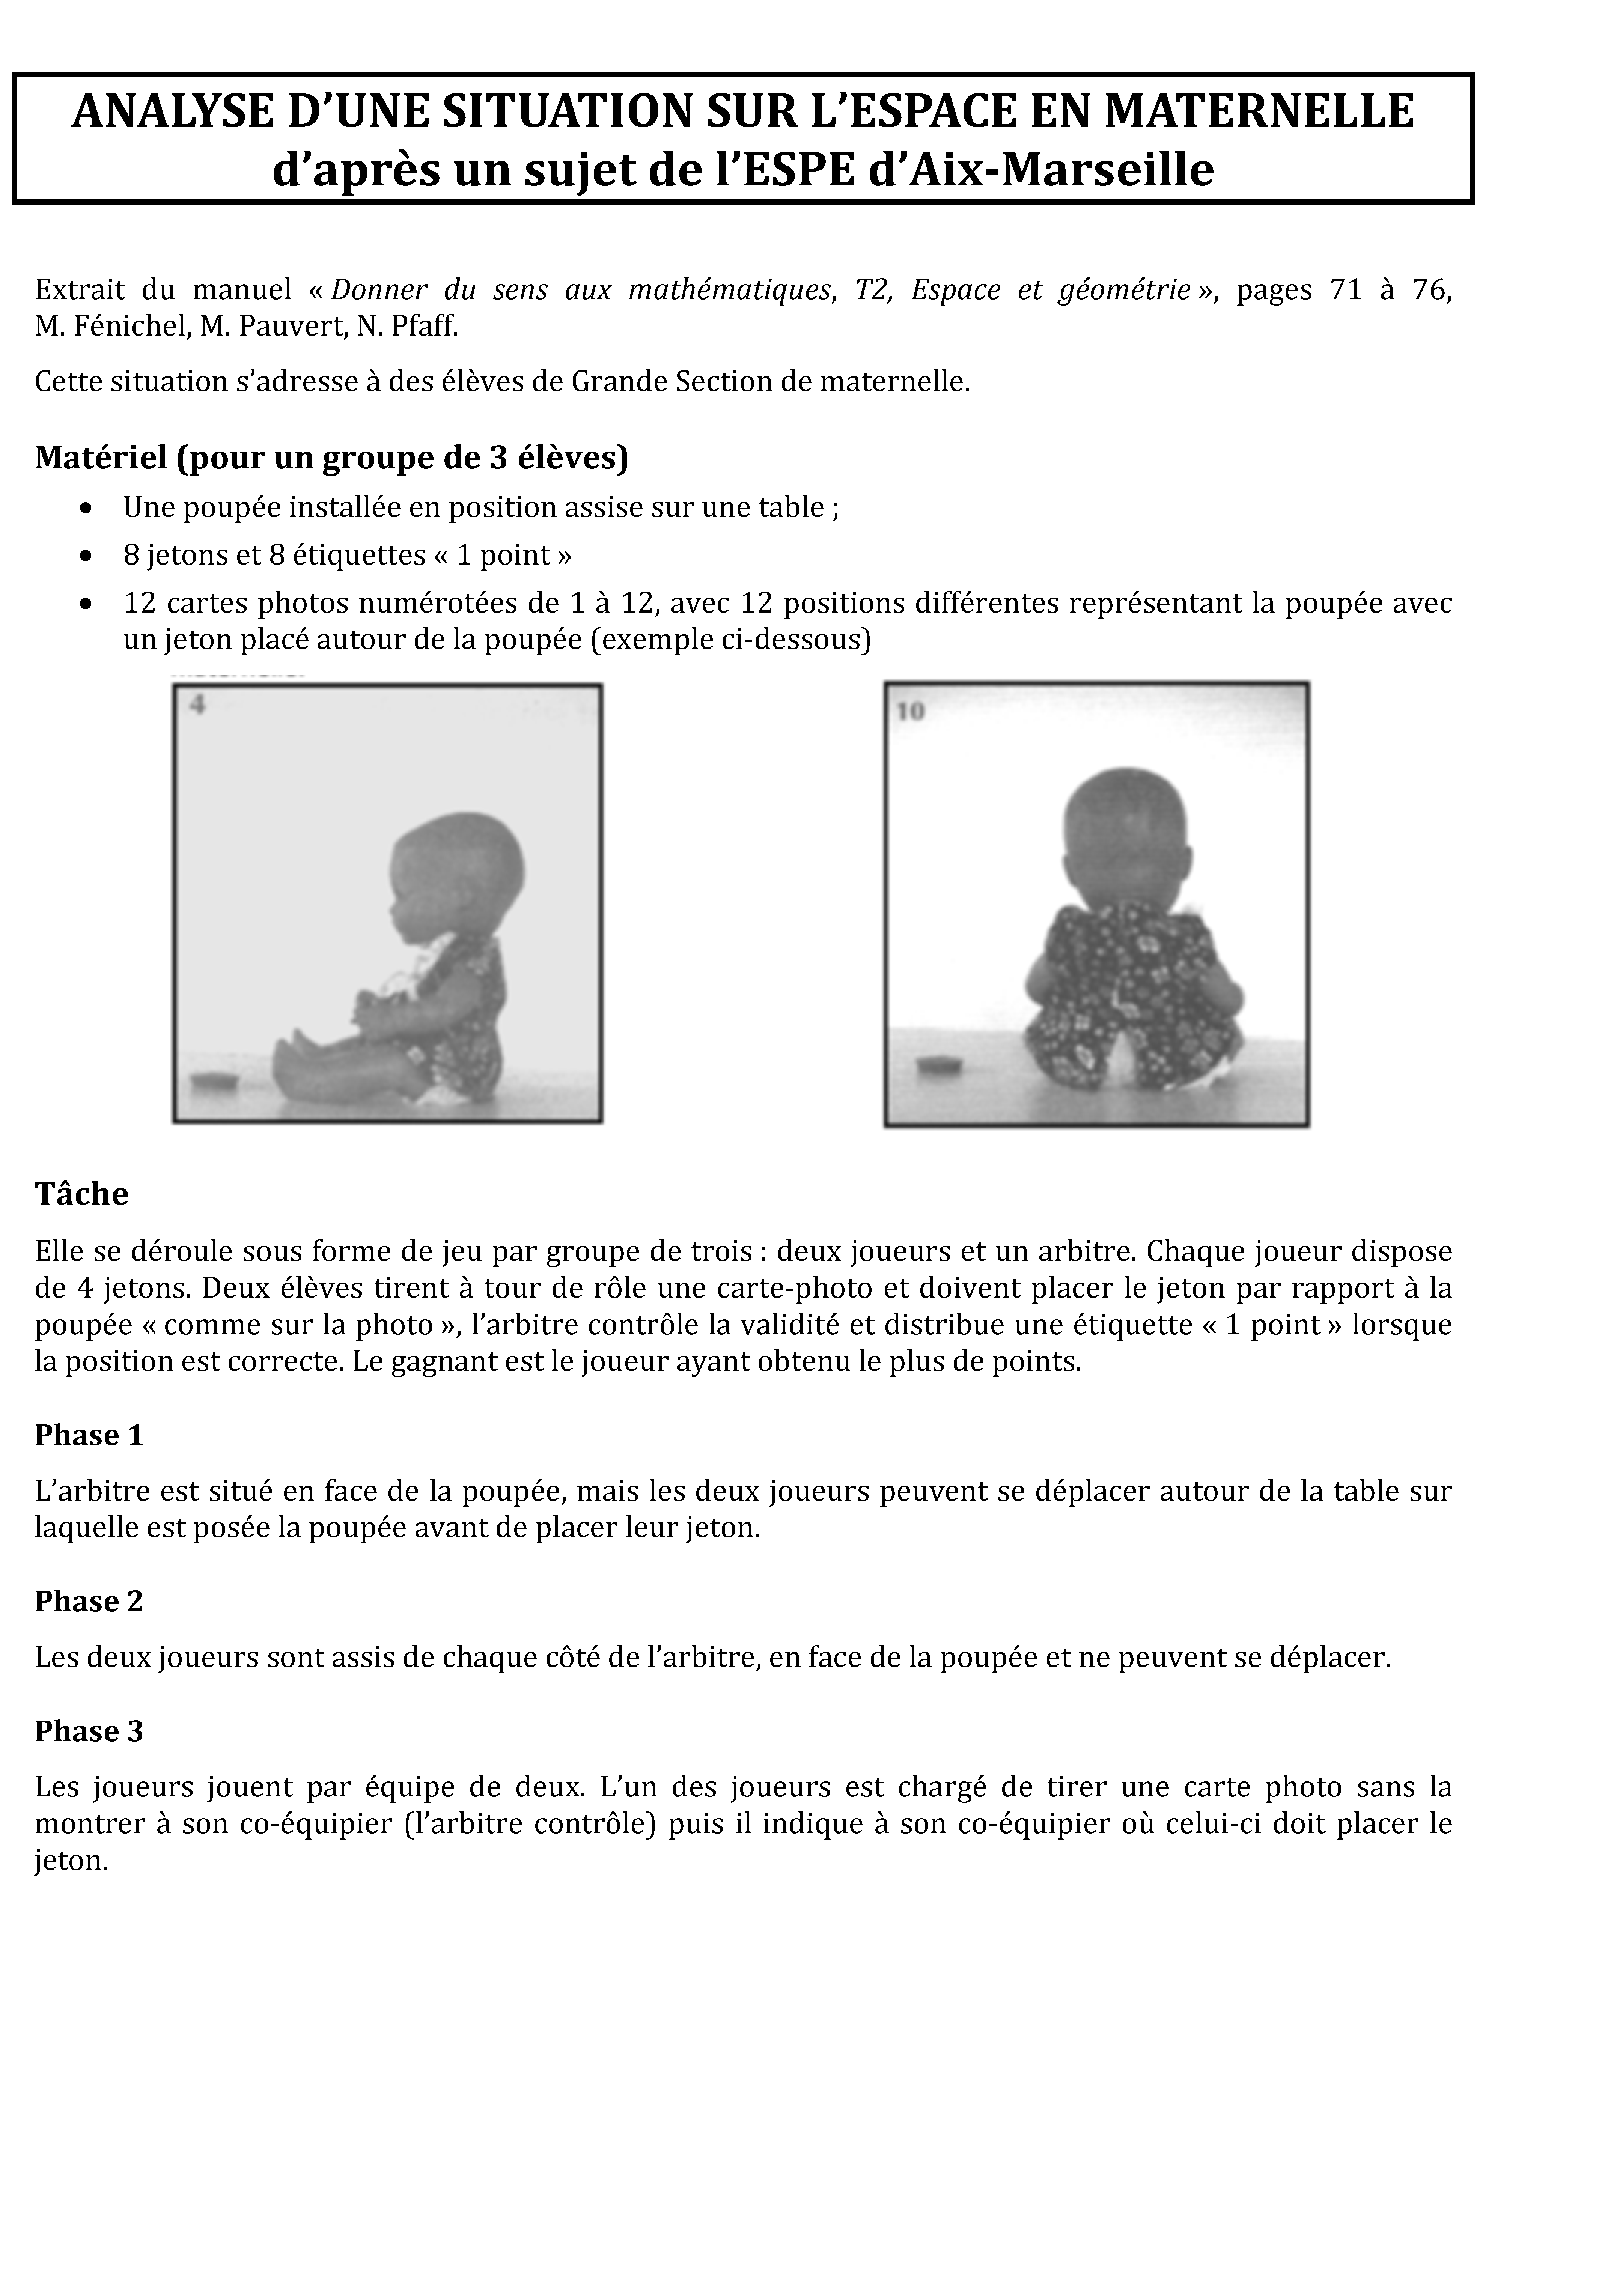 ANALYSE D’UNE SITUATION SUR L’ESPACE EN MATERNELLE
d’après un sujet de l’ESPE d’Aix-Marseille
Extrait du manuel « Donner du sens aux mathématiques, T2, Espace et géométrie », pages 71 à 76,
M. Fénichel, M. Pauvert, N. Pfaff.
Cette situation s’adresse à des élèves de Grande Section de maternelle.
Matériel (pour un groupe de 3 élèves)
• Une poupée installée en position assise sur une table ;
• 8 jetons et 8 étiquettes « 1 point »
• 12 cartes photos numérotées de 1 à 12, avec 12 positions différentes représentant la poupée avec
un jeton placé autour de la poupée (exemple ci-dessous)
4
10
Tâche
Elle se déroule sous forme de jeu par groupe de trois : deux joueurs et un arbitre. Chaque joueur dispose
de 4 jetons. Deux élèves tirent à tour de rôle une carte-photo et doivent placer le jeton par rapport à la
poupée « comme sur la photo », l’arbitre contrôle la validité et distribue une étiquette « 1 point » lorsque
la position est correcte. Le gagnant est le joueur ayant obtenu le plus de points.
Phase 1
L’arbitre est situé en face de la poupée, mais les deux joueurs peuvent se déplacer autour de la table sur
laquelle est posée la poupée avant de placer leur jeton.
Phase 2
Les deux joueurs sont assis de chaque côté de l’arbitre, en face de la poupée et ne peuvent se déplacer.
Phase 3
Les joueurs jouent par équipe de deux. L’un des joueurs est chargé de tirer une carte photo sans la
montrer à son co-équipier (l’arbitre contrôle) puis il indique à son co-équipier où celui-ci doit placer le
jeton.